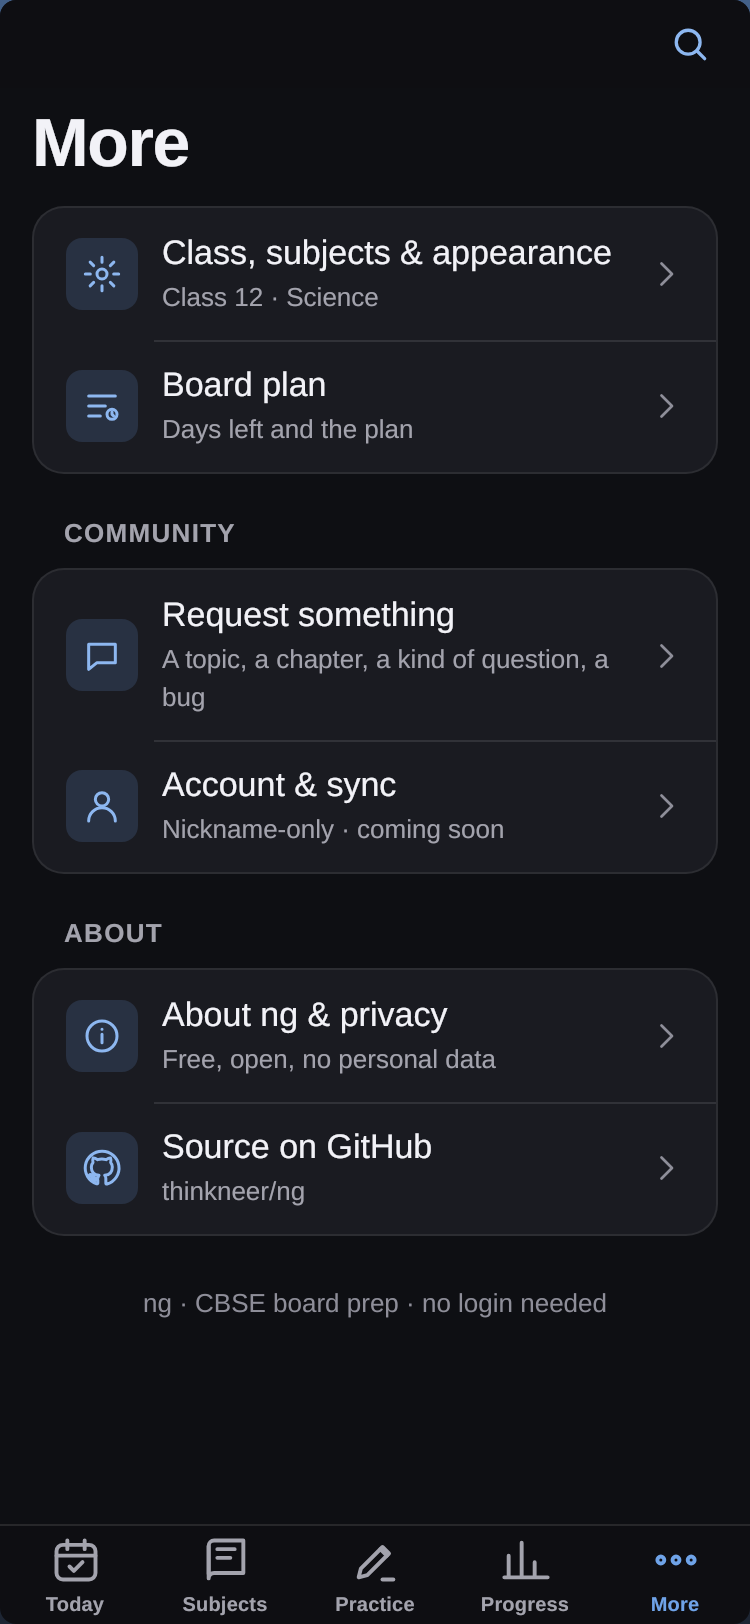 More
Class, subjects & appearance
Class 12 · Science
Board plan
Days left and the plan
COMMUNITY
Request something
A topic, a chapter, a kind of question, a
bug
Account & sync
Nickname-only · coming soon
ABOUT
About ng & privacy
Free, open, no personal data
Source on GitHub
thinkneer/ng
ng · CBSE board prep · no login needed
Today
Subjects
Practice
Progress
More